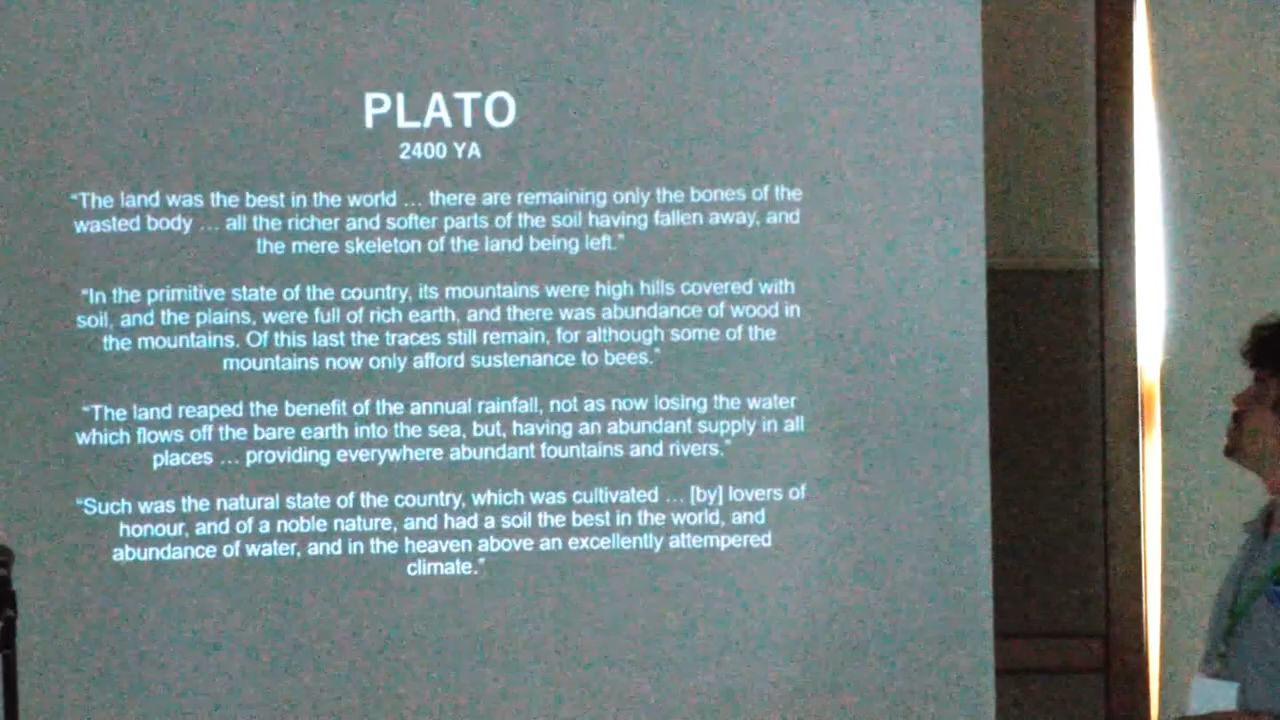 PLATO
2400 YA
“The land was the best in the world ... there are remaining only the bones of the
wasted body ... all the richer and softer parts of the soil having fallen away, and
the mere skeleton of the land being left.”
“In the primitive state of the country, its mountains were high hills covered with
soil, and the plains, were full of rich earth, and there was abundance of wood in
the mountains. Of this last the traces still remain, for although some of the
mountains now only afford sustenance to bees.”
“The land reaped the benefit of the annual rainfall, not as now losing the water
which flows off the bare earth into the sea, but, having an abundant supply in all
places ... providing everywhere abundant fountains and rivers.”
“Such was the natural state of the country, which was cultivated ... [by] lovers of
honour, and of a noble nature, and had a soil the best in the world, and
abundance of water, and in the heaven above an excellently attempered
climate.”